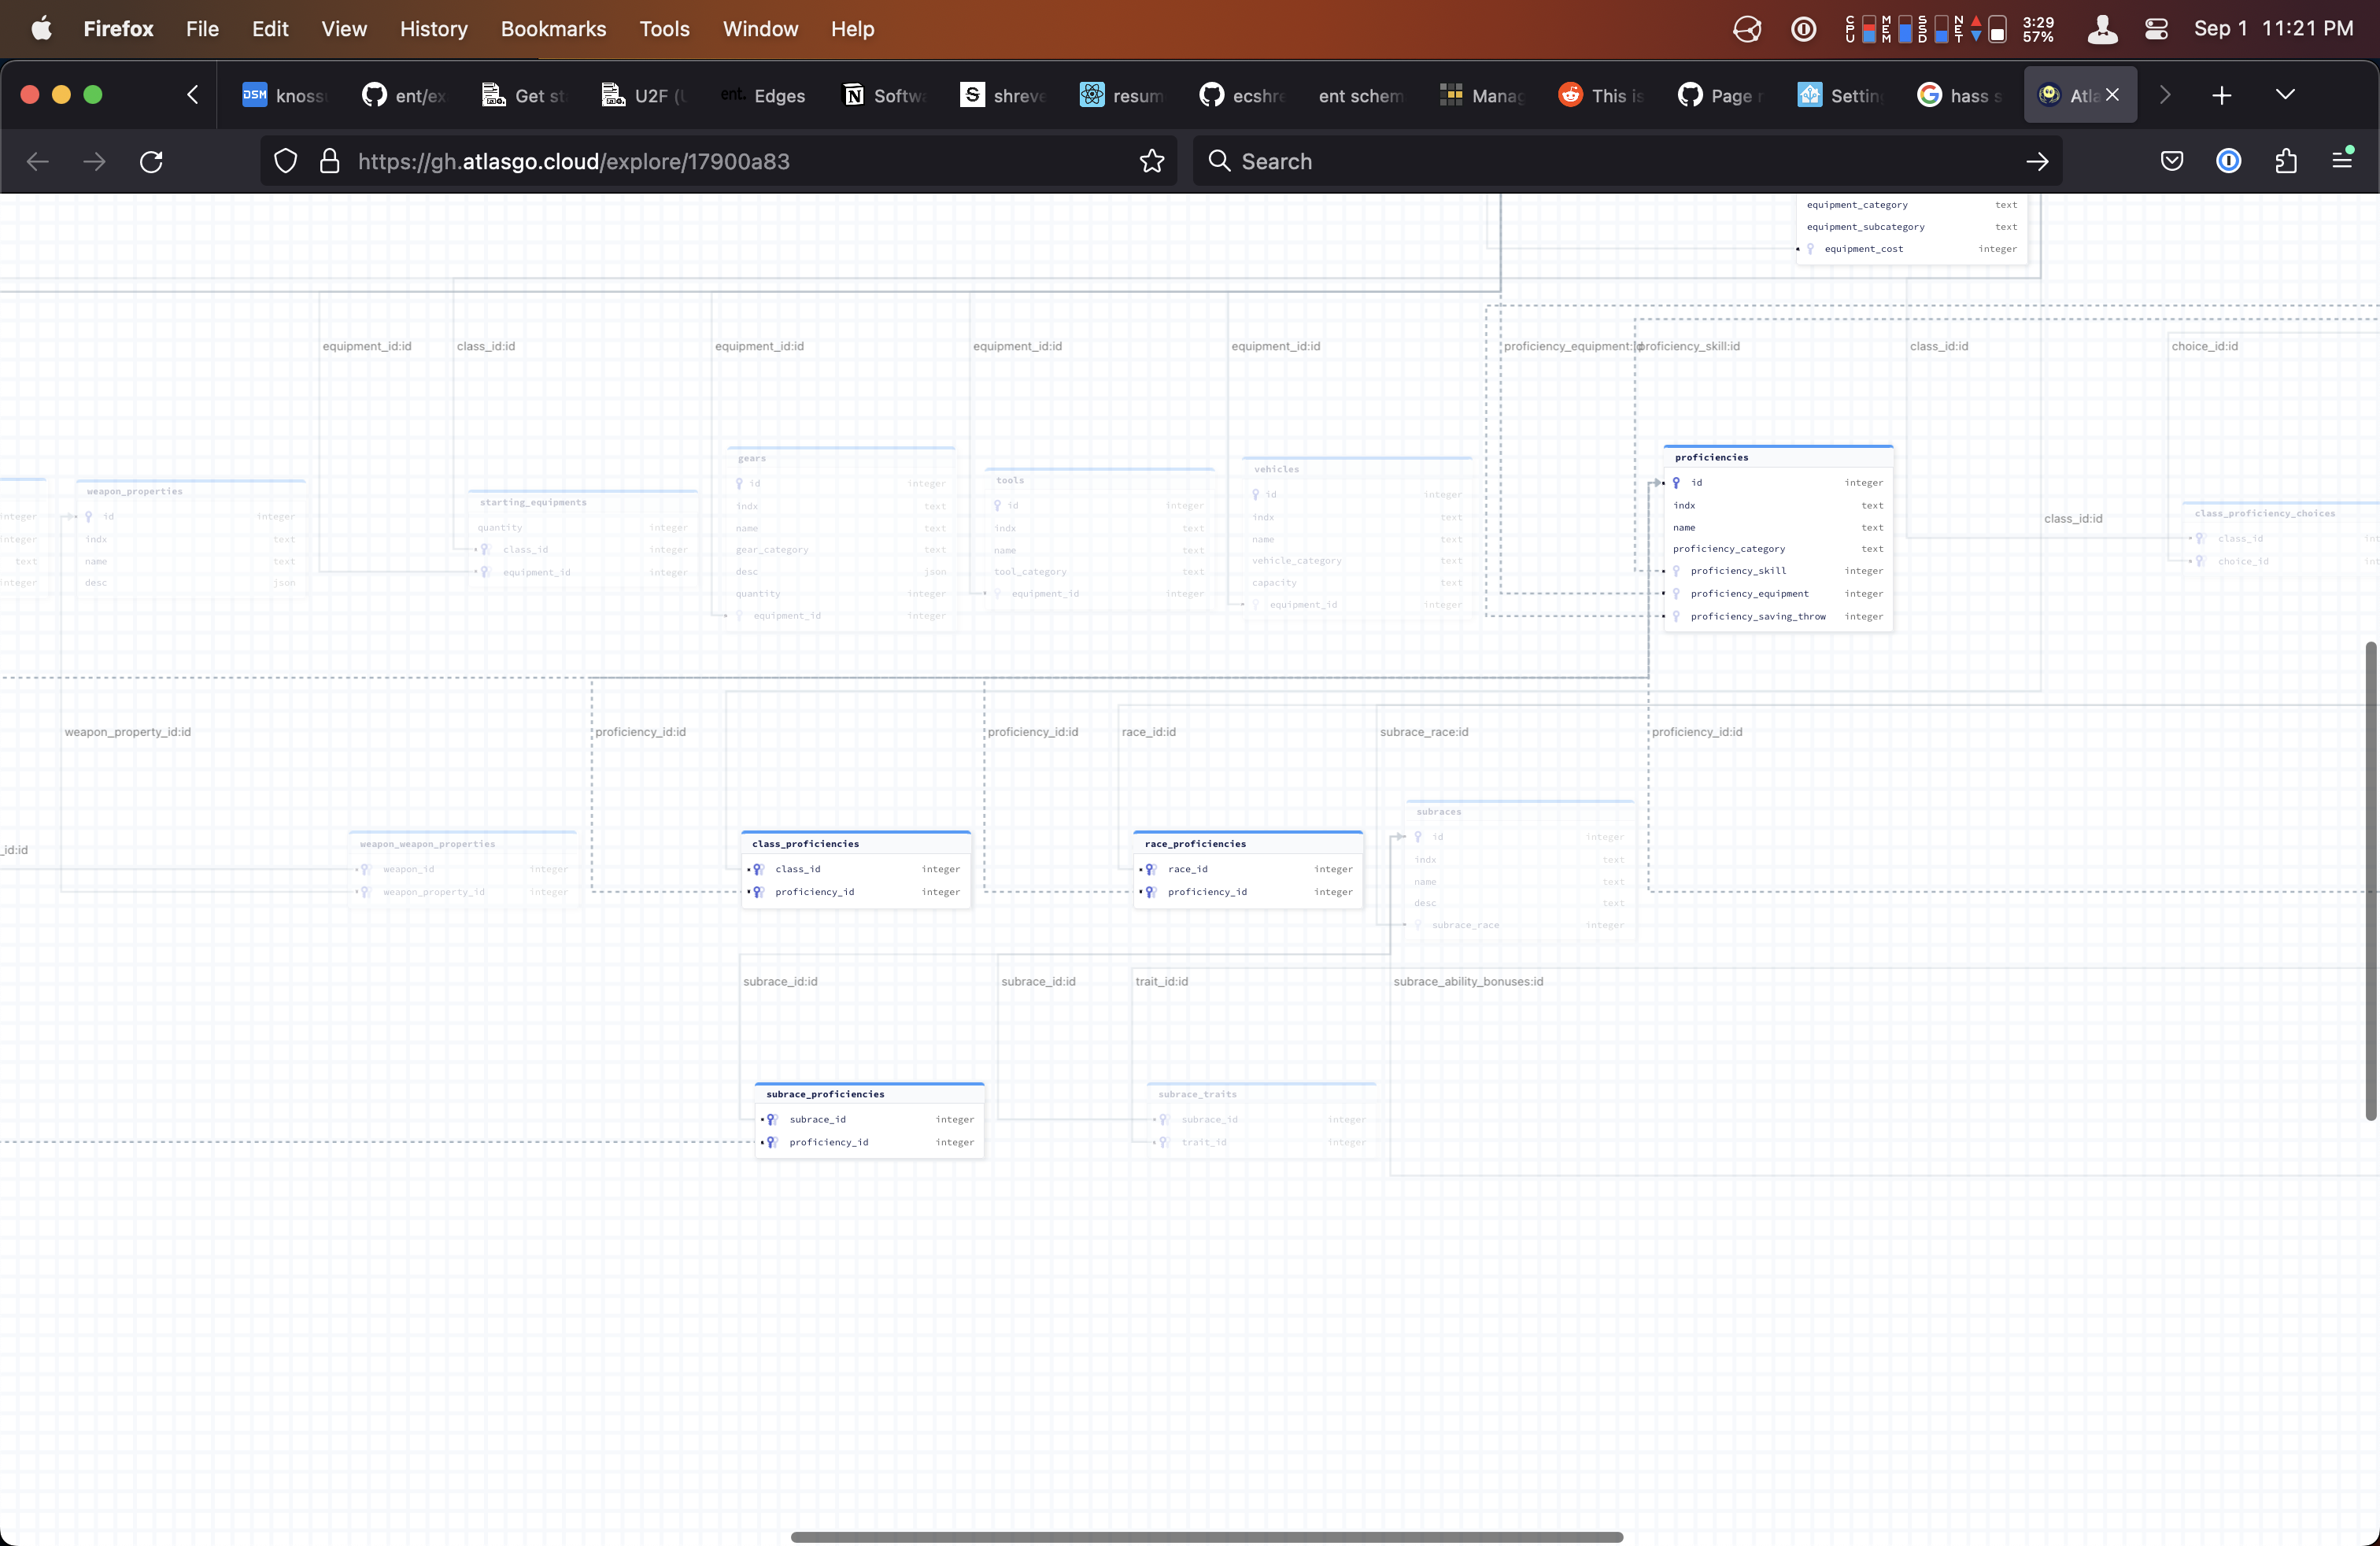 Firefox File Edit View History Bookmarks Tools Window Help
CPU MEM SSD NET 3:29 57% Sep 1 11:21 PM
DSM knoss ent/ex Get st U2F (U ent. Edges Softw shreve resum ecshre ent schem Manag This is Page Settin hass s Atla
https://gh.atlasgo.cloud/explore/17900a83 Search
equipment_category text
equipment_subcategory text
equipment_cost integer
equipment_id:id class_id:id equipment_id:id equipment_id:id equipment_id:id proficiency_equipment:id proficiency_skill:id class_id:id choice_id:id
integer
integer
text
integer
weapon_properties
id integer
indx text
name text
desc json
starting_equipments
quantity integer
class_id integer
equipment_id integer
gears
id integer
indx text
name text
gear_category text
desc json
quantity integer
equipment_id integer
tools
id integer
indx text
name text
tool_category text
equipment_id integer
vehicles
id integer
indx text
name text
vehicle_category text
capacity text
equipment_id integer
proficiencies
id integer
indx text
name text
proficiency_category text
proficiency_skill integer
proficiency_equipment integer
proficiency_saving_throw integer
class_id:id
class_proficiency_choices
class_id int
choice_id int
weapon_property_id:id proficiency_id:id proficiency_id:id race_id:id subrace_race:id proficiency_id:id
_id:id
weapon_weapon_properties
weapon_id integer
weapon_property_id integer
class_proficiencies
class_id integer
proficiency_id integer
race_proficiencies
race_id integer
proficiency_id integer
subraces
id integer
indx text
name text
desc text
subrace_race integer
subrace_id:id subrace_id:id trait_id:id subrace_ability_bonuses:id
subrace_proficiencies
subrace_id integer
proficiency_id integer
subrace_traits
subrace_id integer
trait_id integer